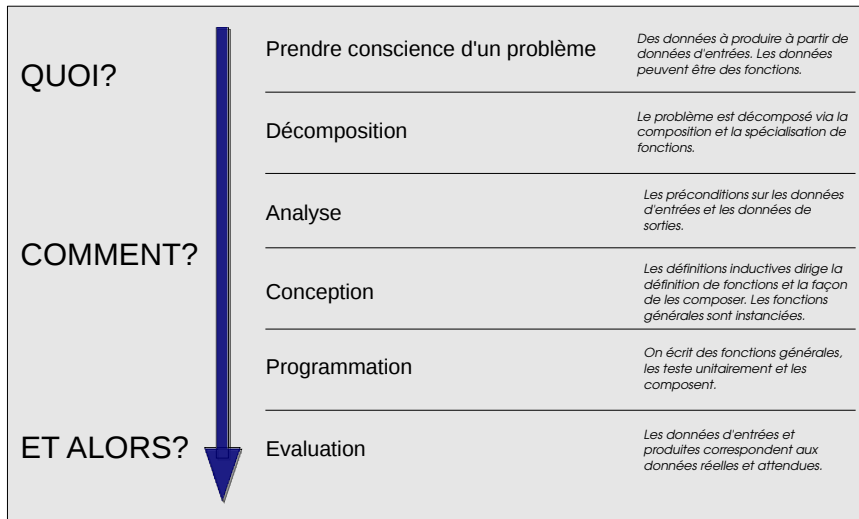 QUOI?
Prendre conscience d'un problème
Des données à produire à partir de
données d'entrées. Les données
peuvent être des fonctions.
Décomposition
Le problème est décomposé via la
composition et la spécialisation de
fonctions.
COMMENT?
Analyse
Les préconditions sur les données
d'entrées et les données de
sorties.
Conception
Les définitions inductives dirige la
définition de fonctions et la façon
de les composer. Les fonctions
générales sont instanciées.
Programmation
On écrit des fonctions générales,
les teste unitairement et les
composent.
ET ALORS?
Evaluation
Les données d'entrées et
produites correspondent aux
données réelles et attendues.